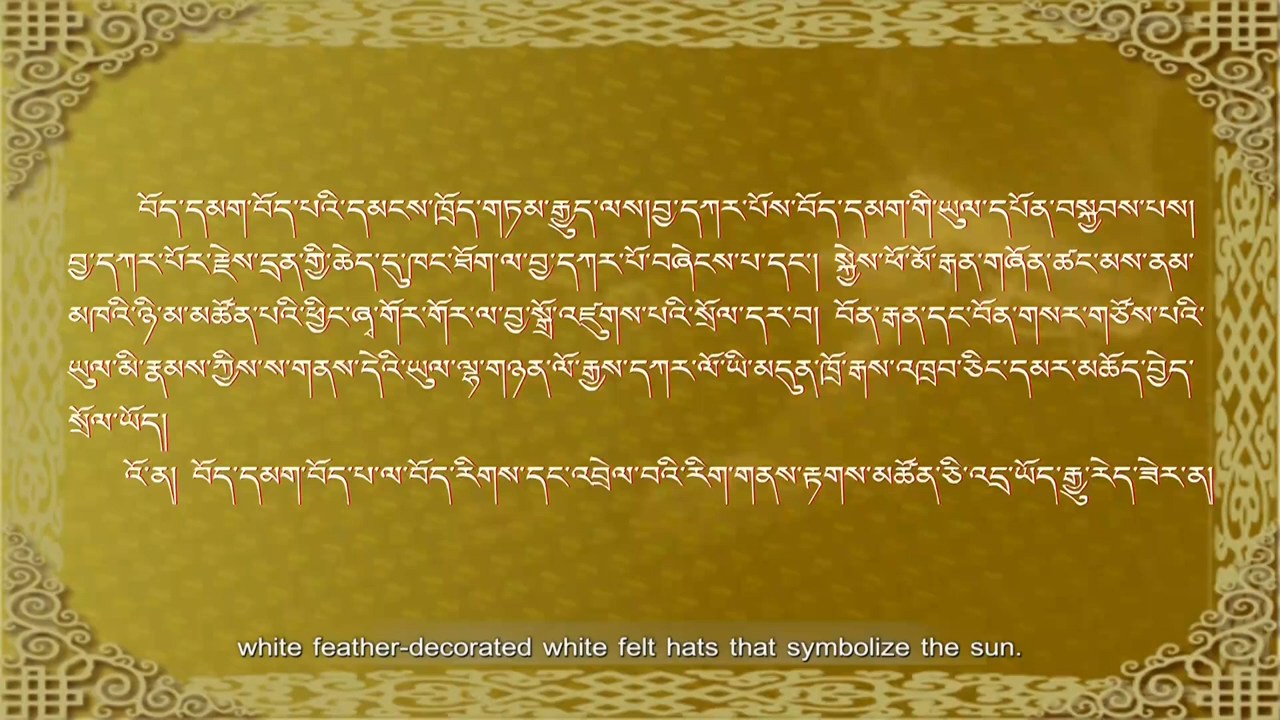 བོད་དམག་བོད་པའི་དམངས་ཁྲོད་གཏམ་རྒྱུད་ལས།བྱ་དཀར་པོས་བོད་དམག་གི་ཡུལ་དཔོན་བསྐྱབས་པས།
བྱ་དཀར་པོར་རྗེས་དྲན་གྱི་ཆེད་དུ་ཁང་ཐོག་ལ་བྱ་དཀར་པོ་བཞེངས་པ་དང་། སྐྱེས་ཕོ་མོ་རྒན་གཞོན་ཚང་མས་ནམ་
མཁའི་ཉི་མ་མཚོན་པའི་ཕྱིང་ཞྭ་གོར་གོར་ལ་བྱ་སྒྲོ་འཛུགས་པའི་སྲོལ་དར་བ། བོན་རྒན་དང་བོན་གསར་གཙོས་པའི་
ཡུལ་མི་རྣམས་ཀྱིས་ས་གནས་དེའི་ཡུལ་ལྷ་གཉན་ལོ་རྒྱས་དཀར་ལོ་ཡི་མདུན་ཁྲོ་རྒས་འཁྲབ་ཅིང་དམར་མཆོད་བྱེད་
སྲོལ་ཡོད།
འོ་ན། བོད་དམག་བོད་པ་ལ་བོད་རིགས་དང་འབྲེལ་བའི་རིག་གནས་རྟགས་མཚོན་ཅི་འདྲ་ཡོད་རྒྱུ་རེད་ཟེར་ན།
white feather-decorated white felt hats that symbolize the sun.